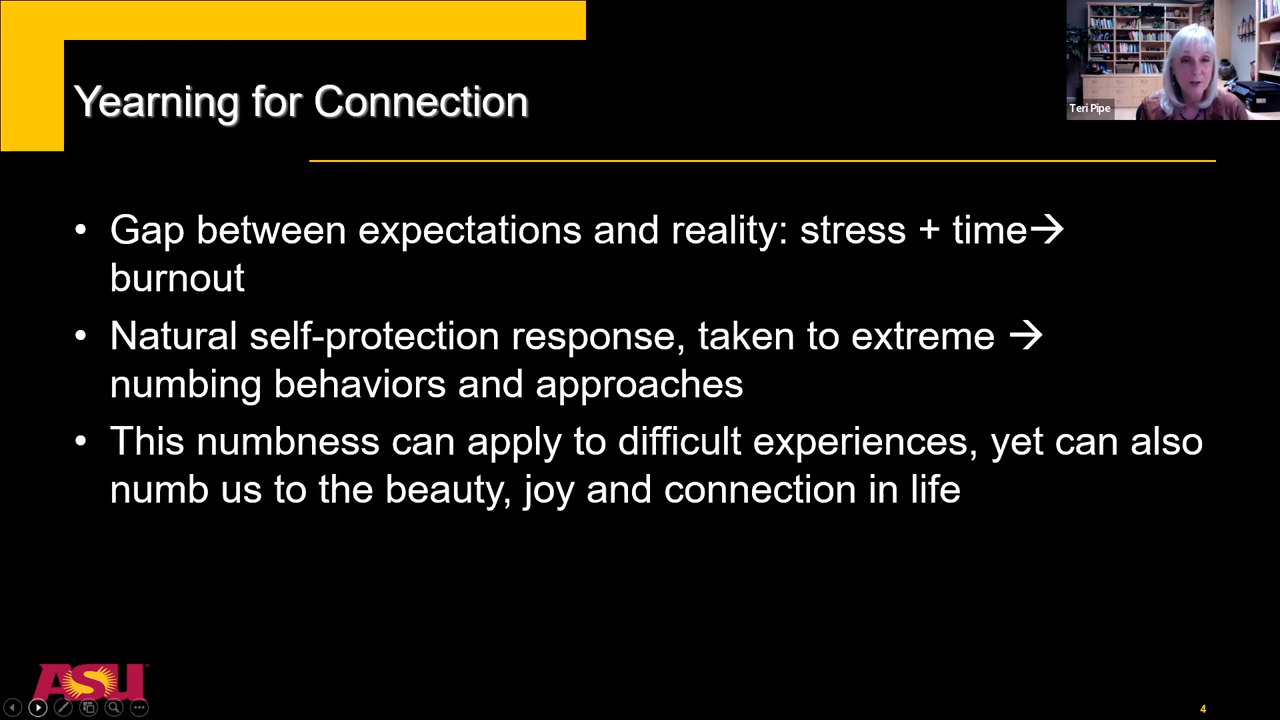 Yearning for Connection
Teri Pipe
• Gap between expectations and reality: stress + time→
burnout
• Natural self-protection response, taken to extreme →
numbing behaviors and approaches
• This numbness can apply to difficult experiences, yet can also
numb us to the beauty, joy and connection in life
ASU
4